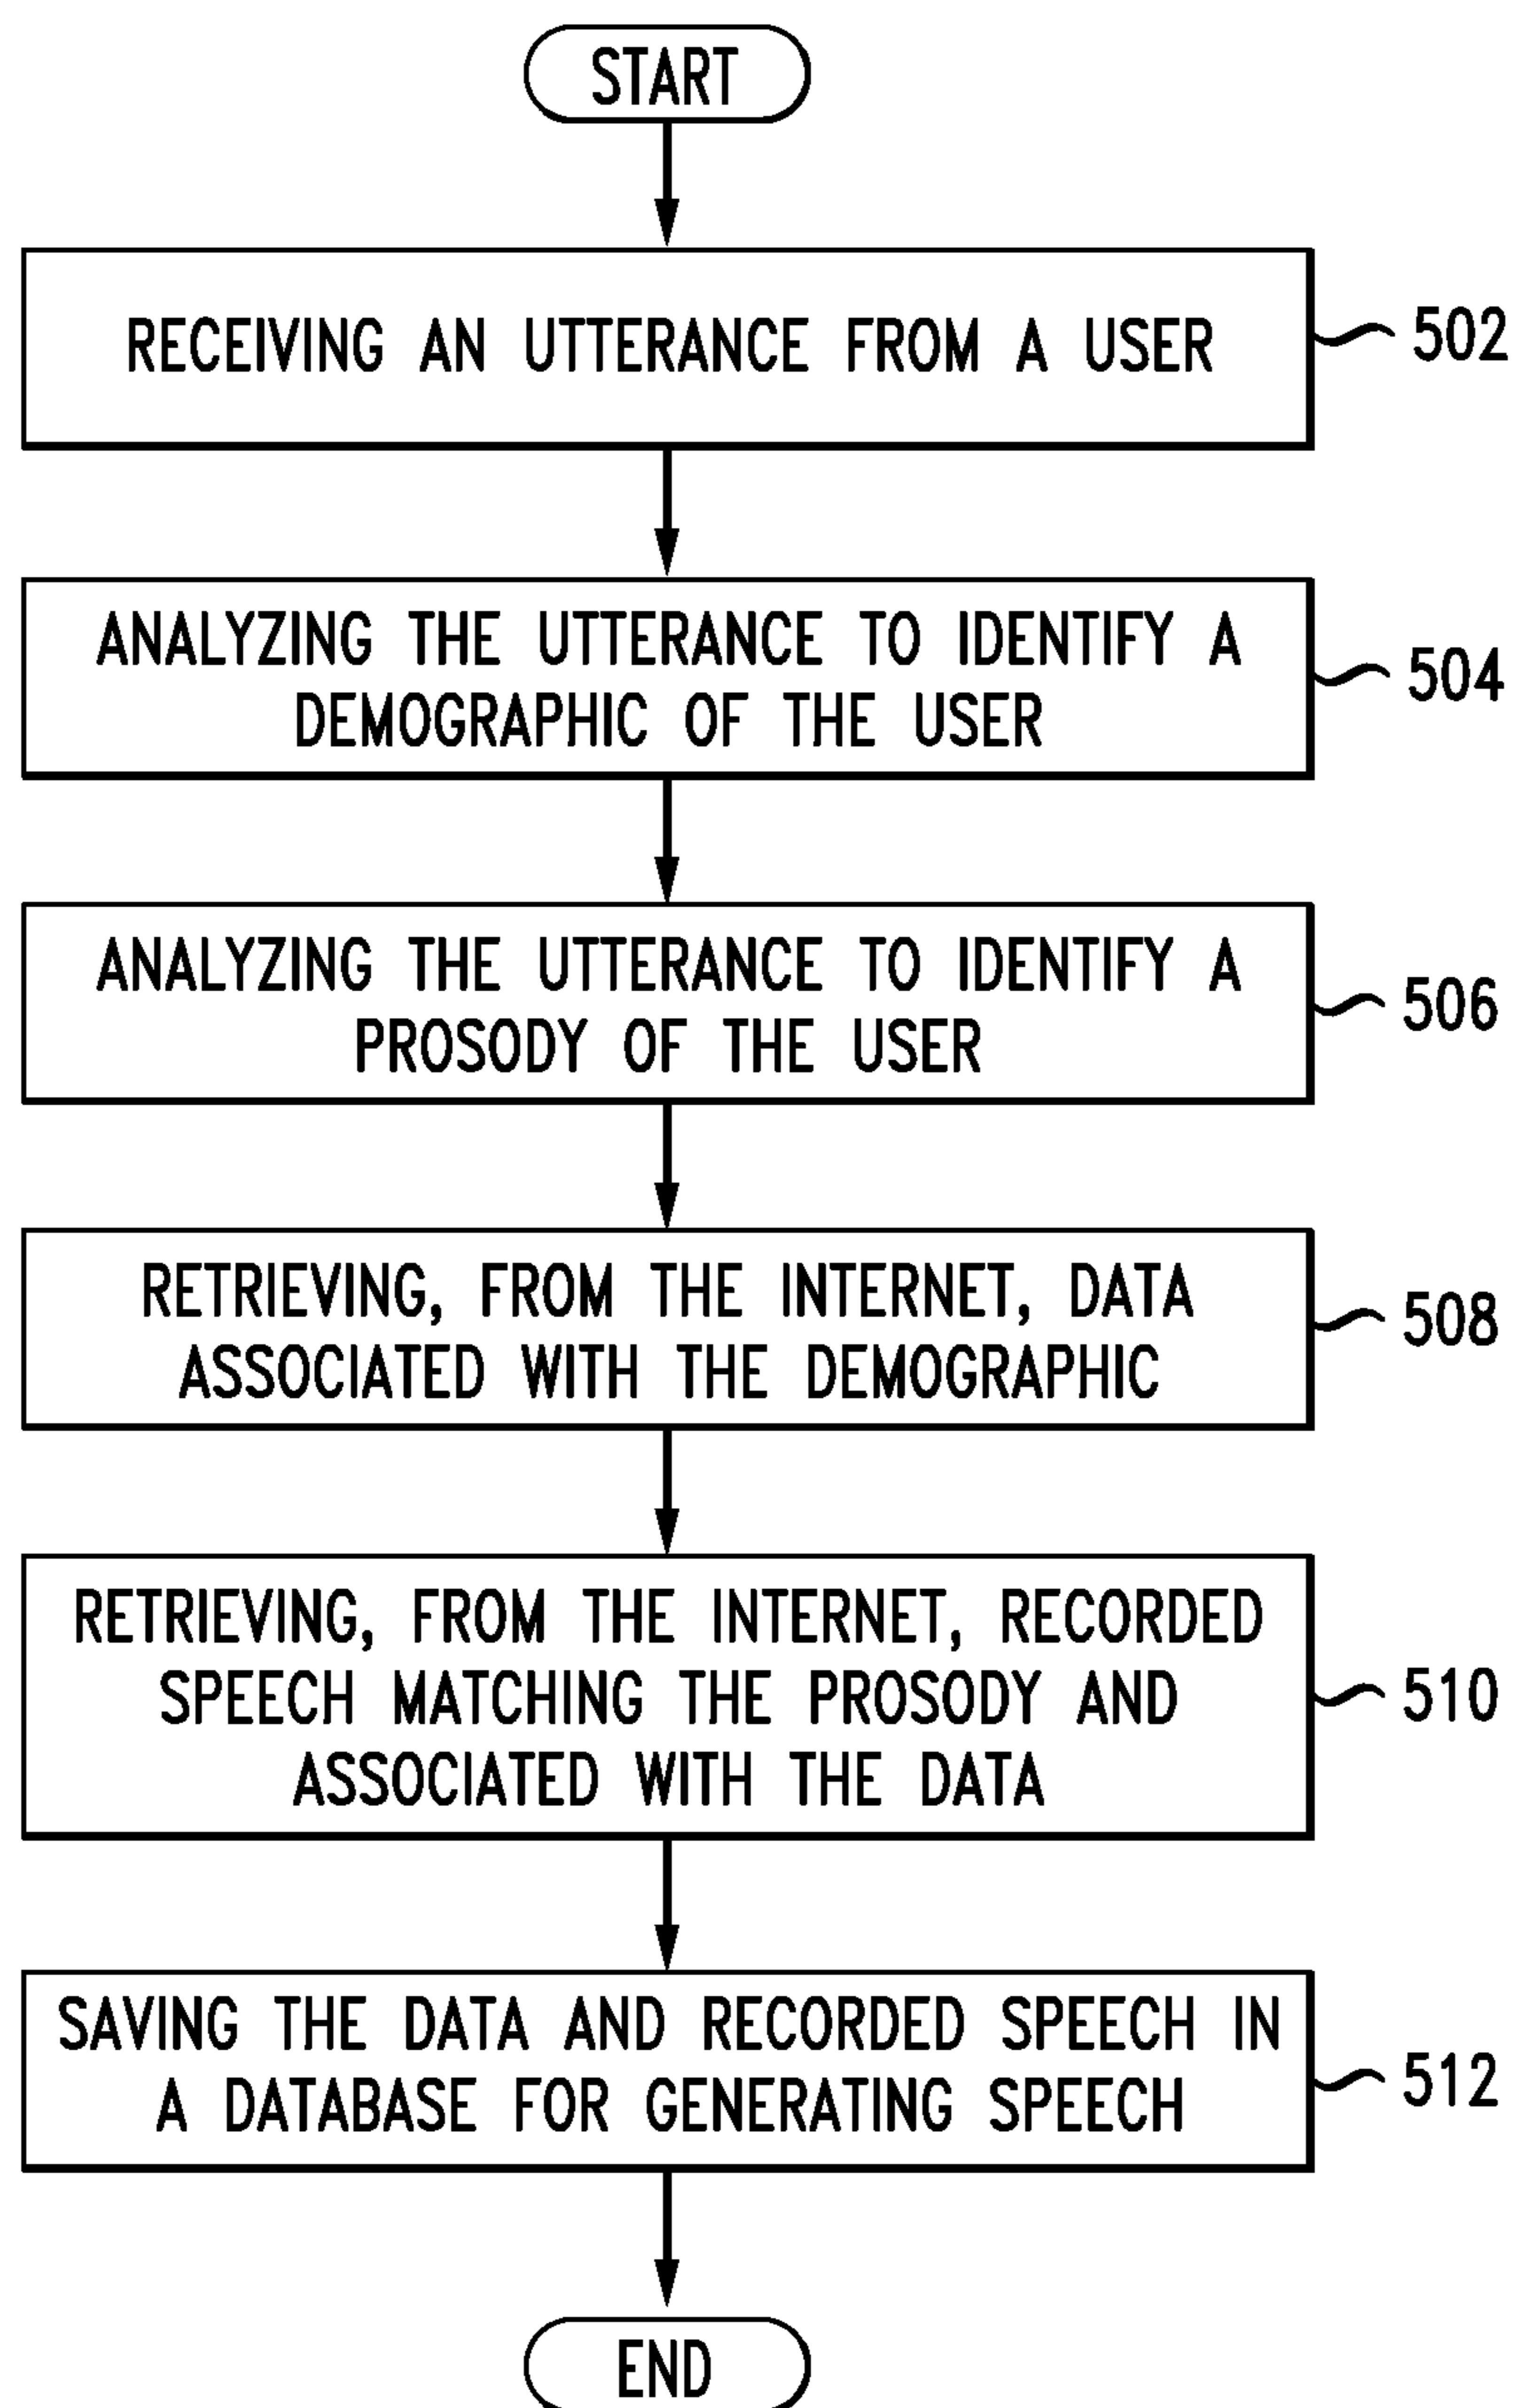 START
RECEIVING AN UTTERANCE FROM A USER
502
ANALYZING THE UTTERANCE TO IDENTIFY A
DEMOGRAPHIC OF THE USER
504
ANALYZING THE UTTERANCE TO IDENTIFY A
PROSODY OF THE USER
506
RETRIEVING, FROM THE INTERNET, DATA
ASSOCIATED WITH THE DEMOGRAPHIC
508
RETRIEVING, FROM THE INTERNET, RECORDED
SPEECH MATCHING THE PROSODY AND
ASSOCIATED WITH THE DATA
510
SAVING THE DATA AND RECORDED SPEECH IN
A DATABASE FOR GENERATING SPEECH
512
END